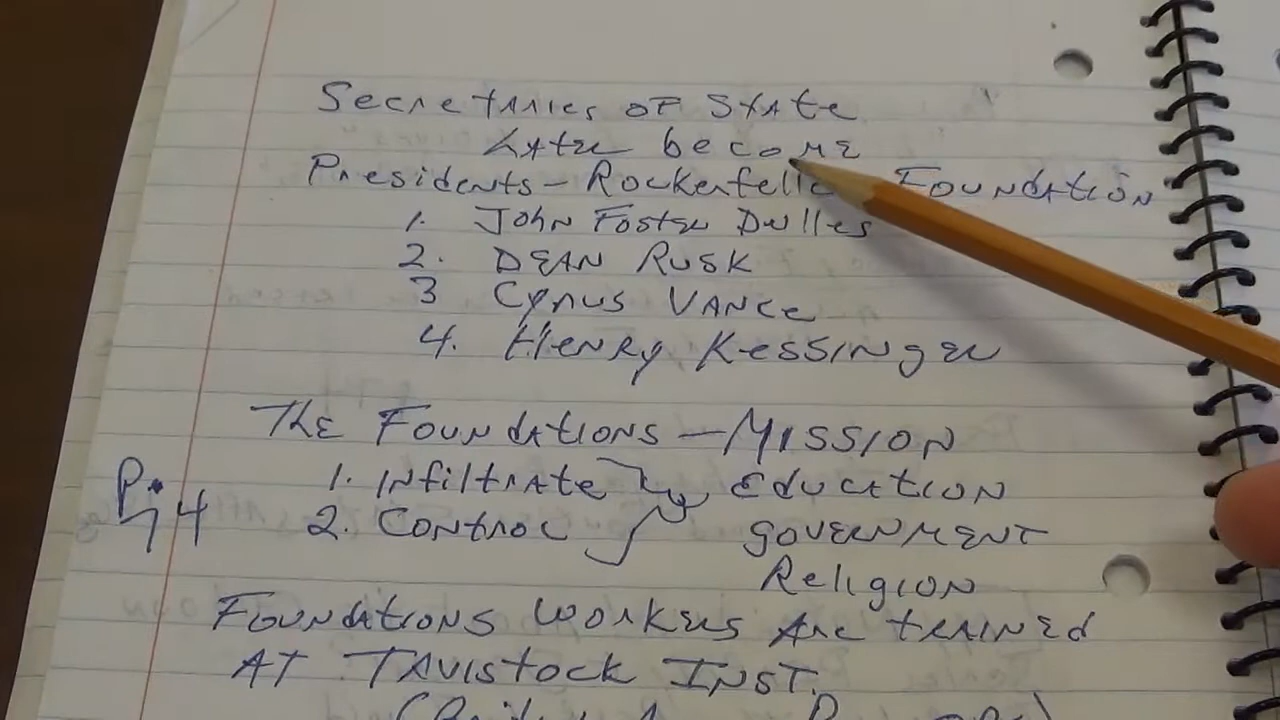 Secretaries of State
Later become
Presidents - Rockerfeller Foundation
1. John Foster Dulles
2. Dean Rusk
3 Cyrus Vance
4. Henry Kessinger
The Foundations - Mission
1. Infiltrate Education
P. 74 2. Control government
Religion
Foundations workers are trained
at Tavistock Inst.